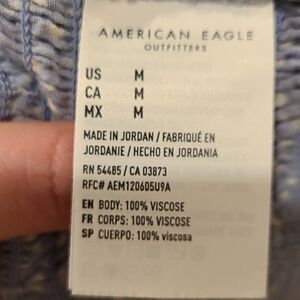 AMERICAN EAGLE
OUTFITTERS
US M
CA M
MX M
MADE IN JORDAN / FABRIQUÉ EN
JORDANIE / HECHO EN JORDANIA
RN 54485 / CA 03873
RFC# AEM120605U9A
EN BODY: 100% VISCOSE
FR CORPS: 100% VISCOSE
SP CUERPO: 100% viscosa